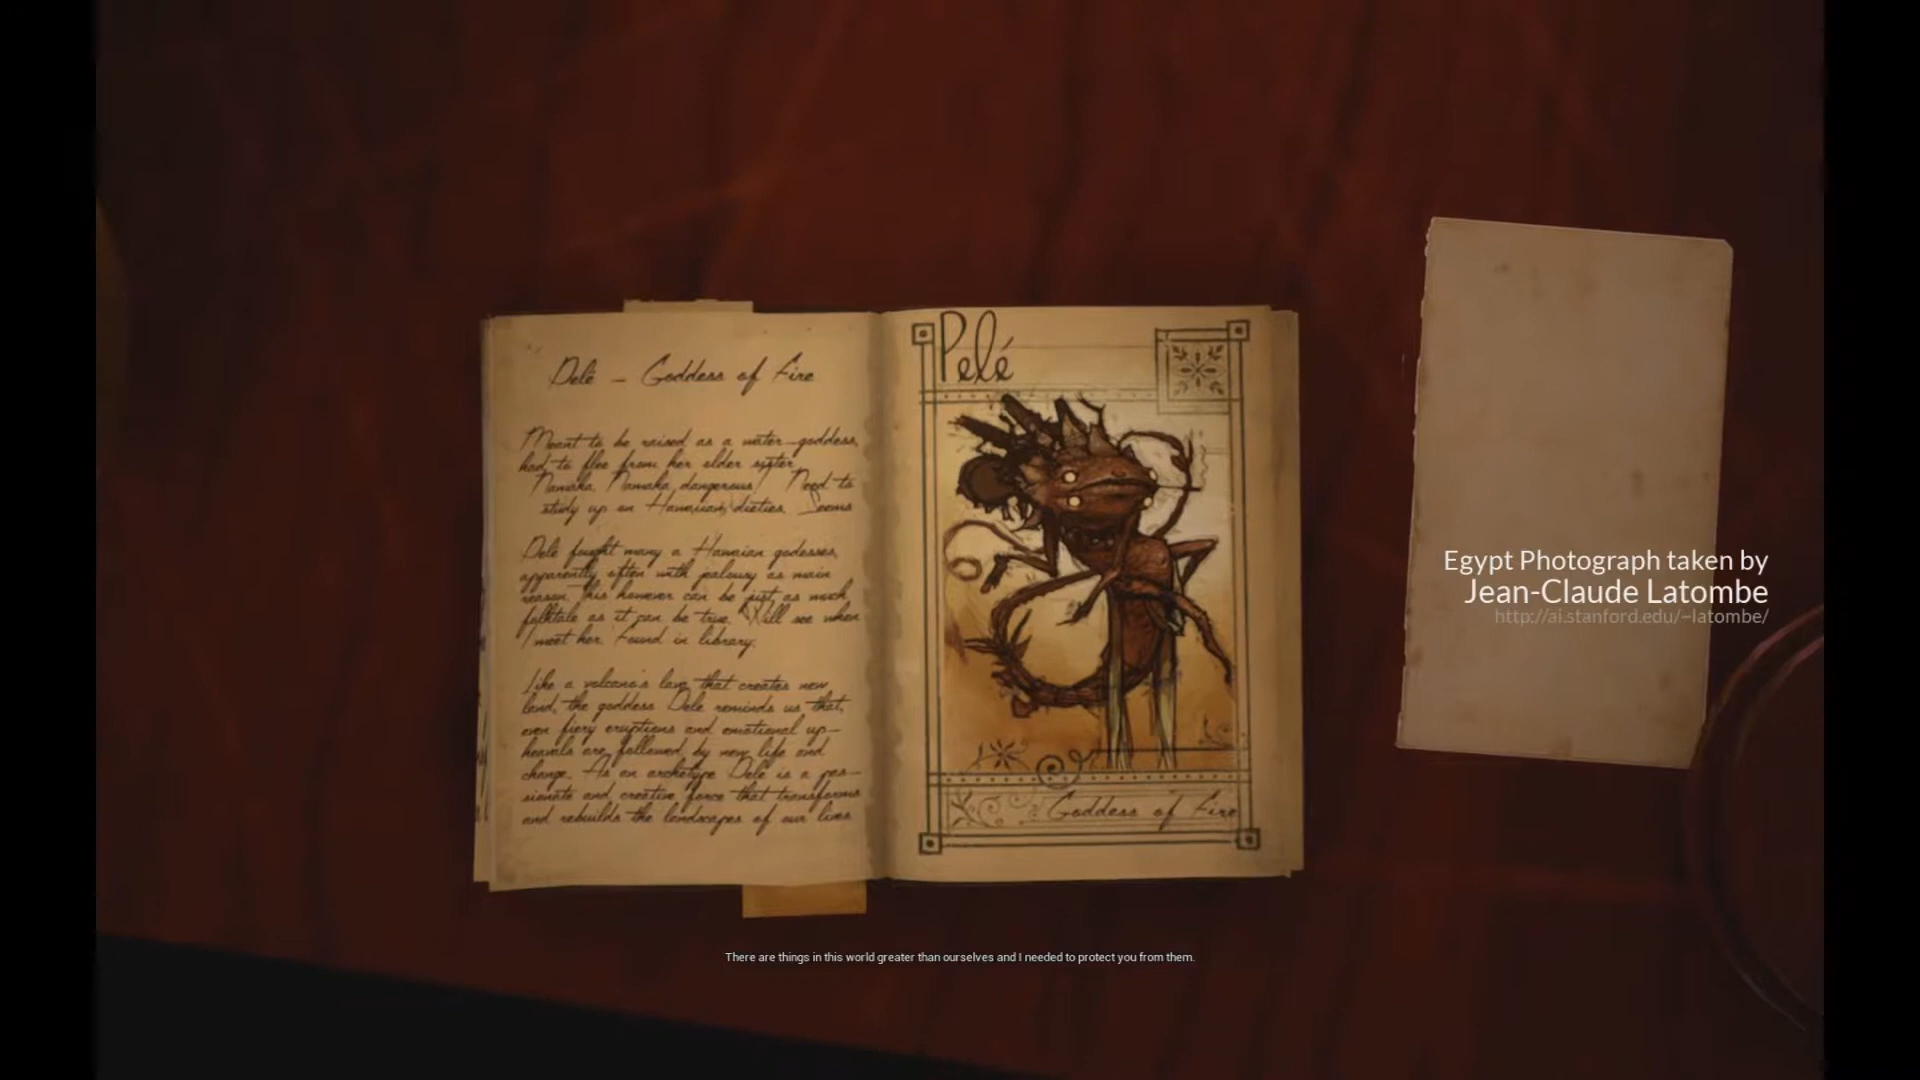 Pelé – Goddess of Fire
Meant to be raised as a water-goddess,
had to flee from her elder sister
Namaka. Namaka dangerous! Need to
study up on Hawaiian dieties. Seems
Pelé fought many a Hawaian godesses,
apparently often with jealousy as main
reason, this however can be just as much
folktale as it can be true. Will see when
I meet her. Found in library.
Like a volcano's lava that creates new
land, the goddess Pelé reminds us that,
even fiery eruptions and emotional up-
heavals are followed by new life and
change. As an archetype Pelé is a pas-
sionate and creative force that transforms
and rebuilds the landscapes of our lives
Pelé
Goddess of Fire
Egypt Photograph taken by
Jean-Claude Latombe
http://ai.stanford.edu/~latombe/
There are things in this world greater than ourselves and I needed to protect you from them.